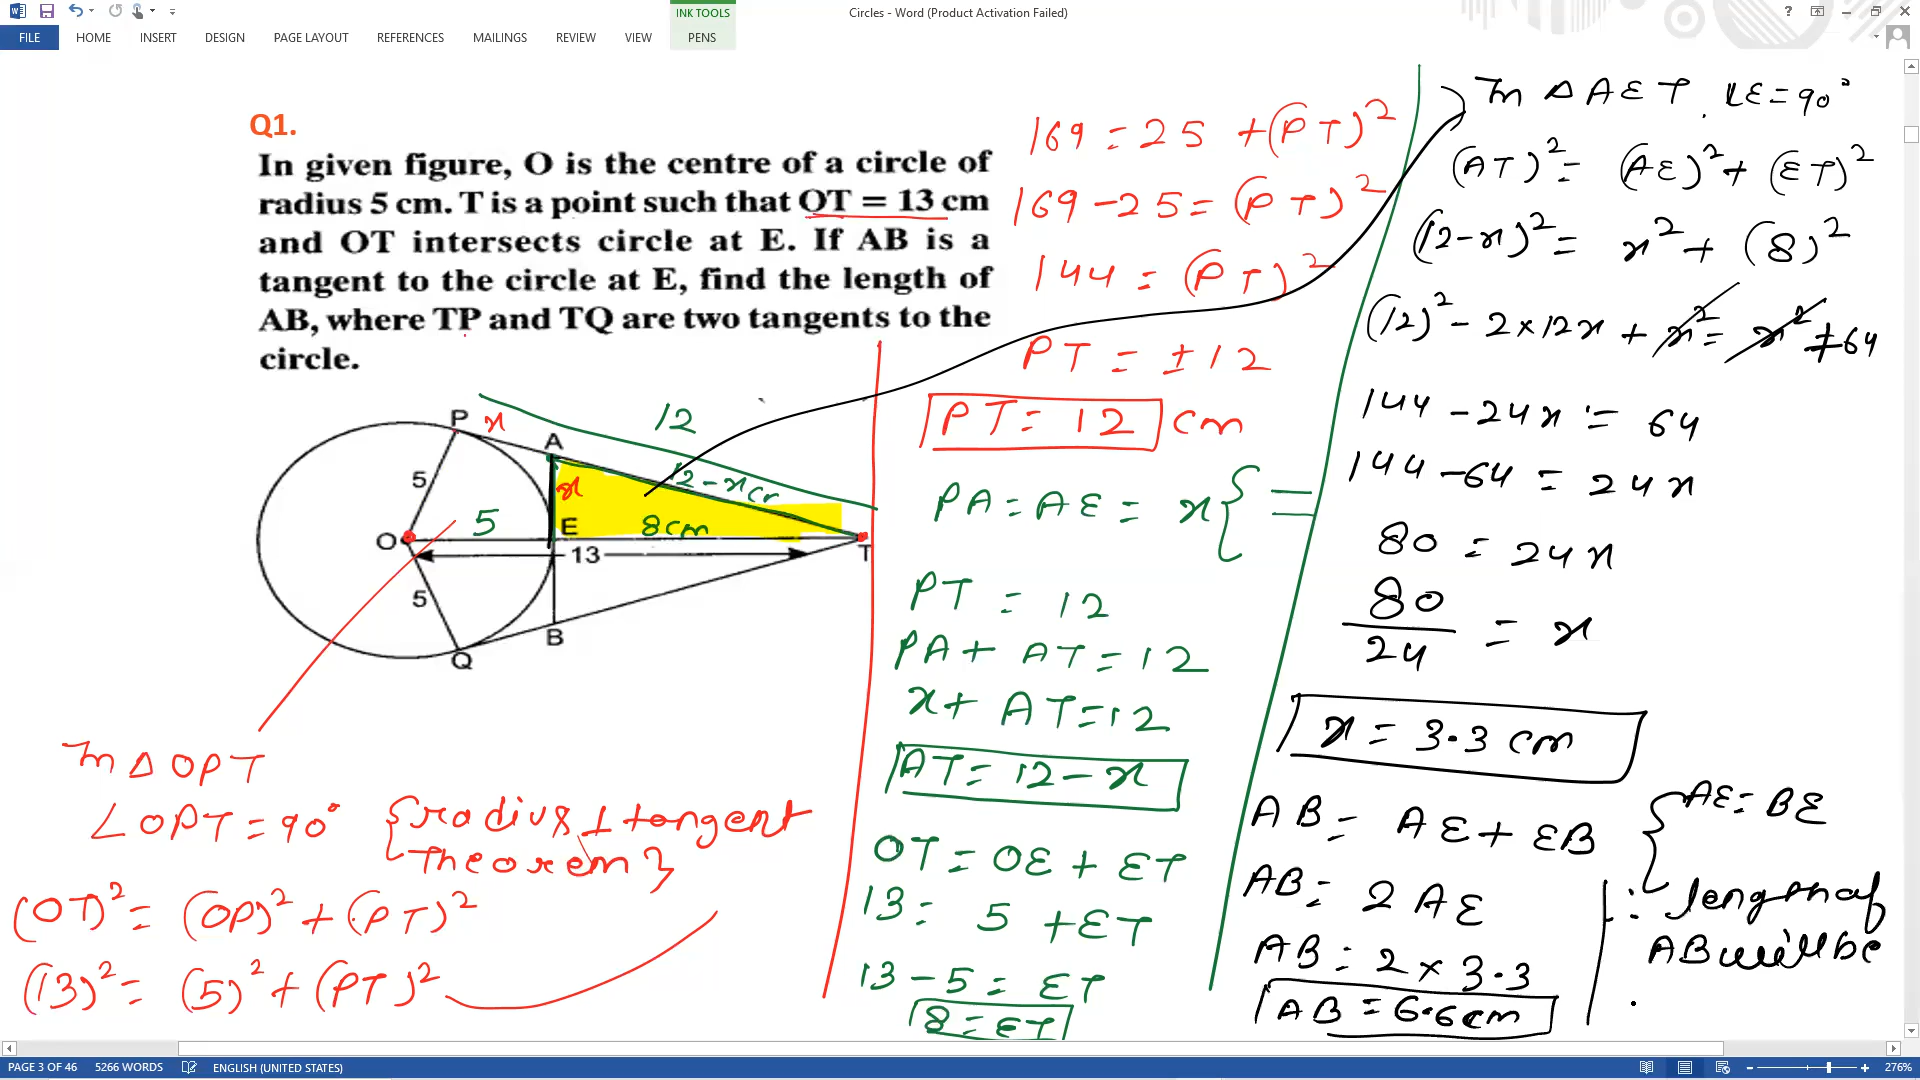 INK TOOLS
Circles - Word (Product Activation Failed)
FILE HOME INSERT DESIGN PAGE LAYOUT REFERENCES MAILINGS REVIEW VIEW PENS
Q1.
In given figure, O is the centre of a circle of
radius 5 cm. T is a point such that OT = 13 cm
and OT intersects circle at E. If AB is a
tangent to the circle at E, find the length of
AB, where TP and TQ are two tangents to the
circle.
P x 12
A
5 x 12-x cm
O 5 E 8cm T
13
5
B
Q
In △ OPT
∠OPT = 90° {radius ⊥ tangent
Theorem}
(OT)² = (OP)² + (PT)²
(13)² = (5)² + (PT)²
169 = 25 + (PT)²
169 - 25 = (PT)²
144 = (PT)²
PT = ±12
PT = 12 cm
PA = AE = x {
PT = 12
PA + AT = 12
x + AT = 12
AT = 12 - x
OT = OE + ET
13 = 5 + ET
13 - 5 = ET
8 = ET
In △ AET, ∠E = 90°
(AT)² = (AE)² + (ET)²
(12-x)² = x² + (8)²
(12)² - 2×12x + x² = x² + 64
144 - 24x = 64
144 - 64 = 24x
80 = 24x
80/24 = x
x = 3.3 cm
AB = AE + EB {AE = BE
AB = 2 AE
AB = 2 × 3.3
AB = 6.6cm
∴ length of
AB will be
PAGE 3 OF 46 5266 WORDS ENGLISH (UNITED STATES) 276%